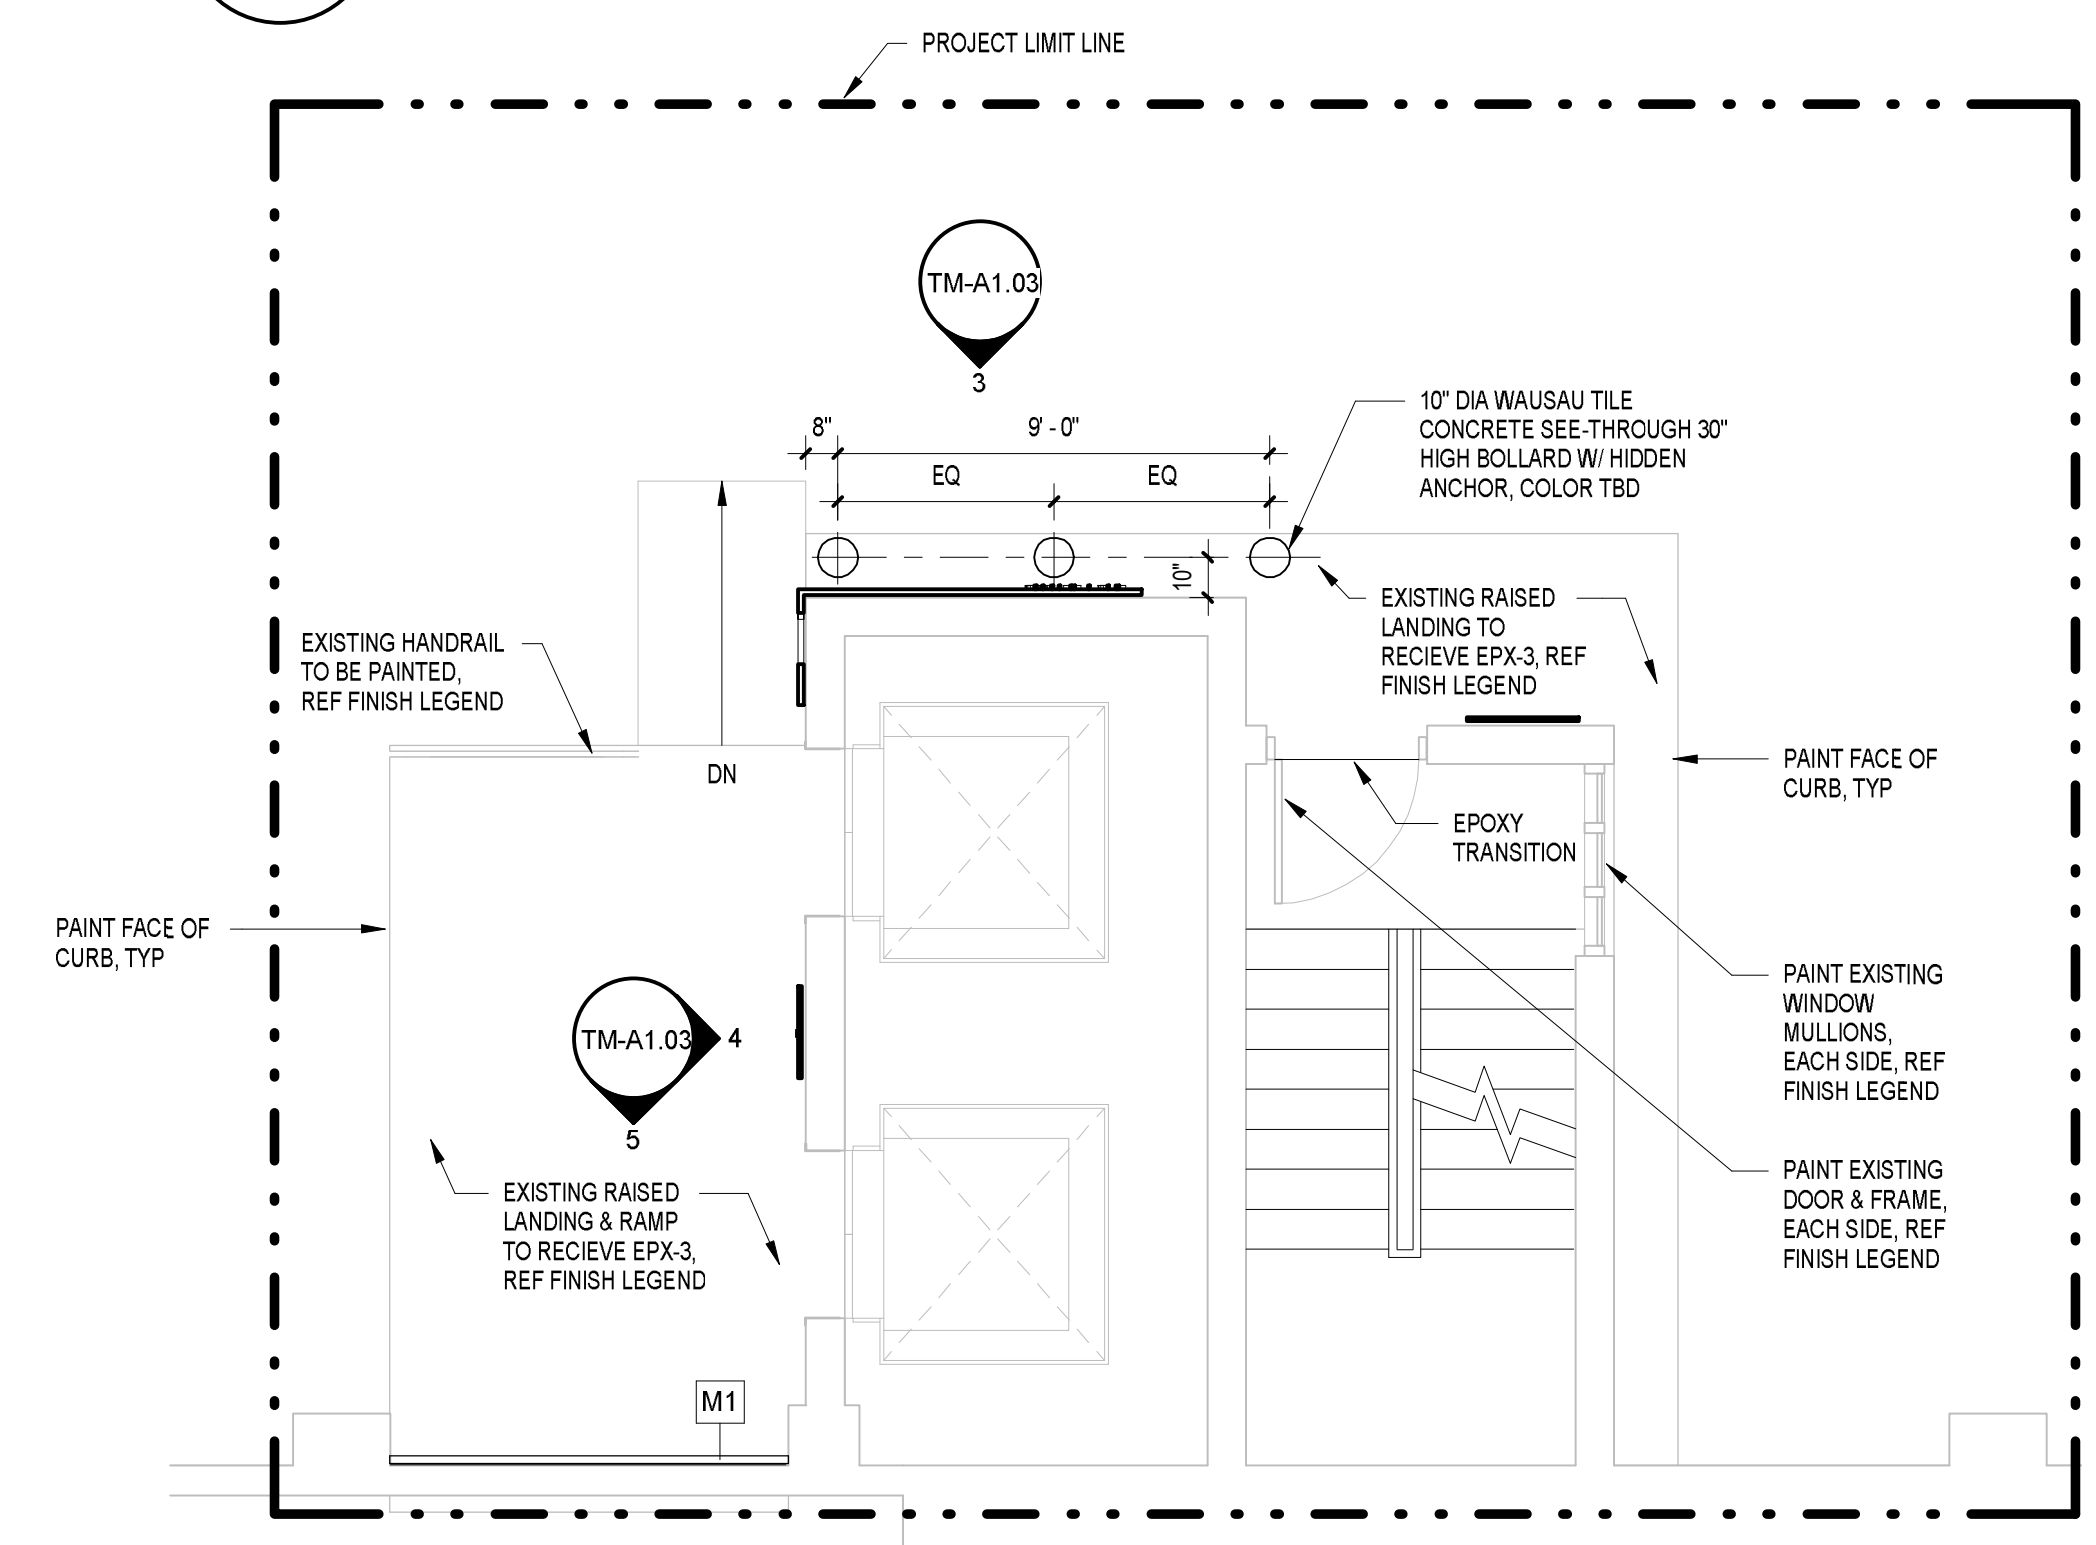 PROJECT LIMIT LINE
TM-A1.03
3
8"
9' - 0"
EQ
EQ
10"
10" DIA WAUSAU TILE
CONCRETE SEE-THROUGH 30"
HIGH BOLLARD W/ HIDDEN
ANCHOR, COLOR TBD
EXISTING RAISED
LANDING TO
RECIEVE EPX-3, REF
FINISH LEGEND
EXISTING HANDRAIL
TO BE PAINTED,
REF FINISH LEGEND
DN
PAINT FACE OF
CURB, TYP
EPOXY
TRANSITION
PAINT FACE OF
CURB, TYP
TM-A1.03
4
5
PAINT EXISTING
WINDOW
MULLIONS,
EACH SIDE, REF
FINISH LEGEND
EXISTING RAISED
LANDING & RAMP
TO RECIEVE EPX-3,
REF FINISH LEGEND
PAINT EXISTING
DOOR & FRAME,
EACH SIDE, REF
FINISH LEGEND
M1